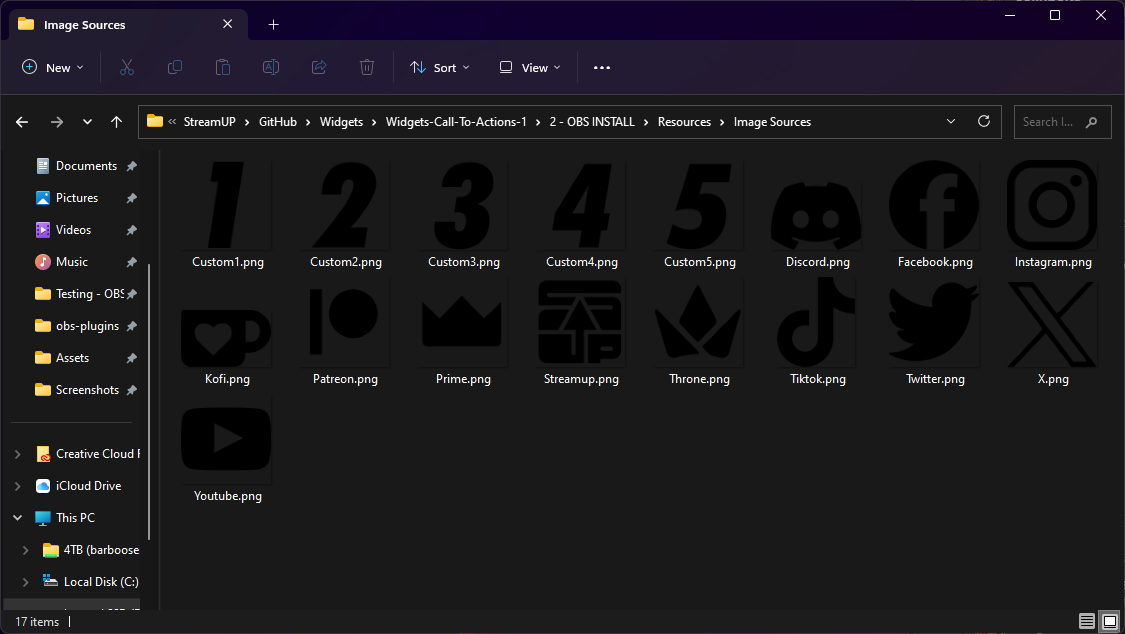 Image Sources
New
Sort
View
« StreamUP › GitHub › Widgets › Widgets-Call-To-Actions-1 › 2 - OBS INSTALL › Resources › Image Sources
Search I...
Documents
Pictures
Videos
Music
Testing - OBS
obs-plugins
Assets
Screenshots
Creative Cloud F
iCloud Drive
This PC
4TB (barboose
Local Disk (C:)
1
2
3
4
5
Custom1.png
Custom2.png
Custom3.png
Custom4.png
Custom5.png
Discord.png
Facebook.png
Instagram.png
Kofi.png
Patreon.png
Prime.png
Streamup.png
Throne.png
Tiktok.png
Twitter.png
X.png
Youtube.png
17 items